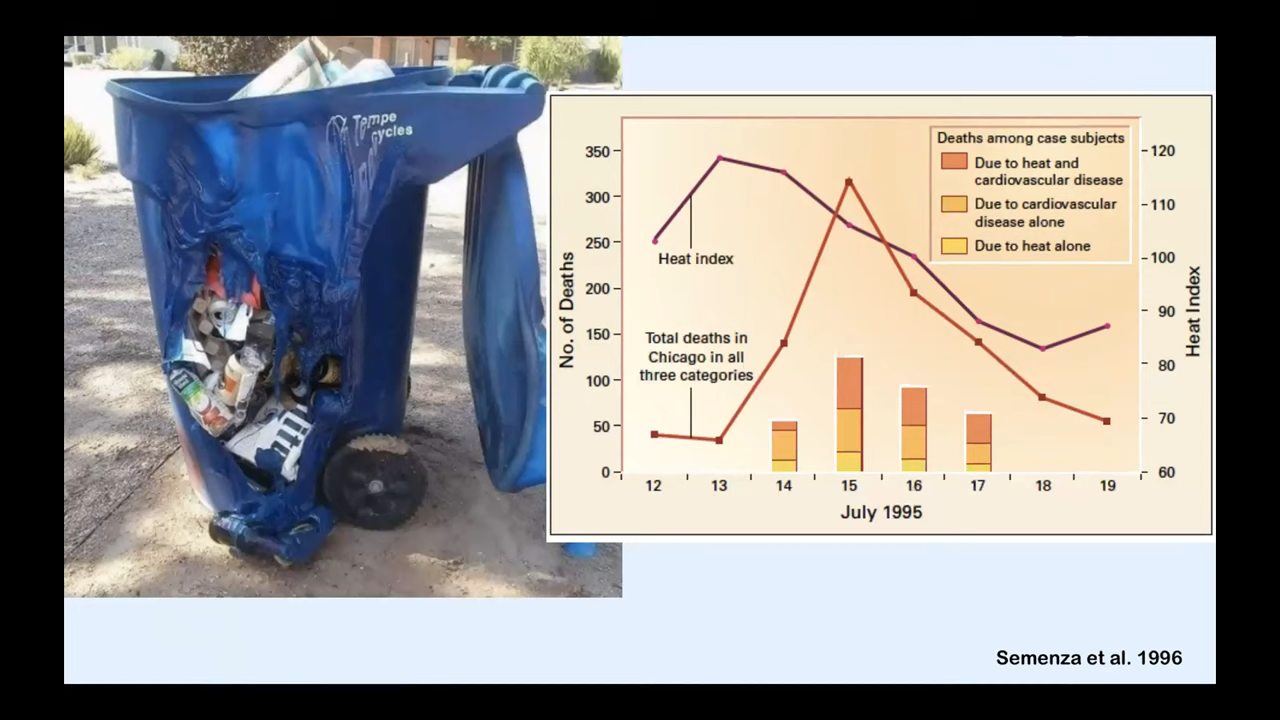 Tempe
cycles
350
300
250
200
150
100
50
0
No. of Deaths
120
110
100
90
80
70
60
Heat Index
Deaths among case subjects
Due to heat and
cardiovascular disease
Due to cardiovascular
disease alone
Due to heat alone
Heat index
Total deaths in
Chicago in all
three categories
12 13 14 15 16 17 18 19
July 1995
Semenza et al. 1996